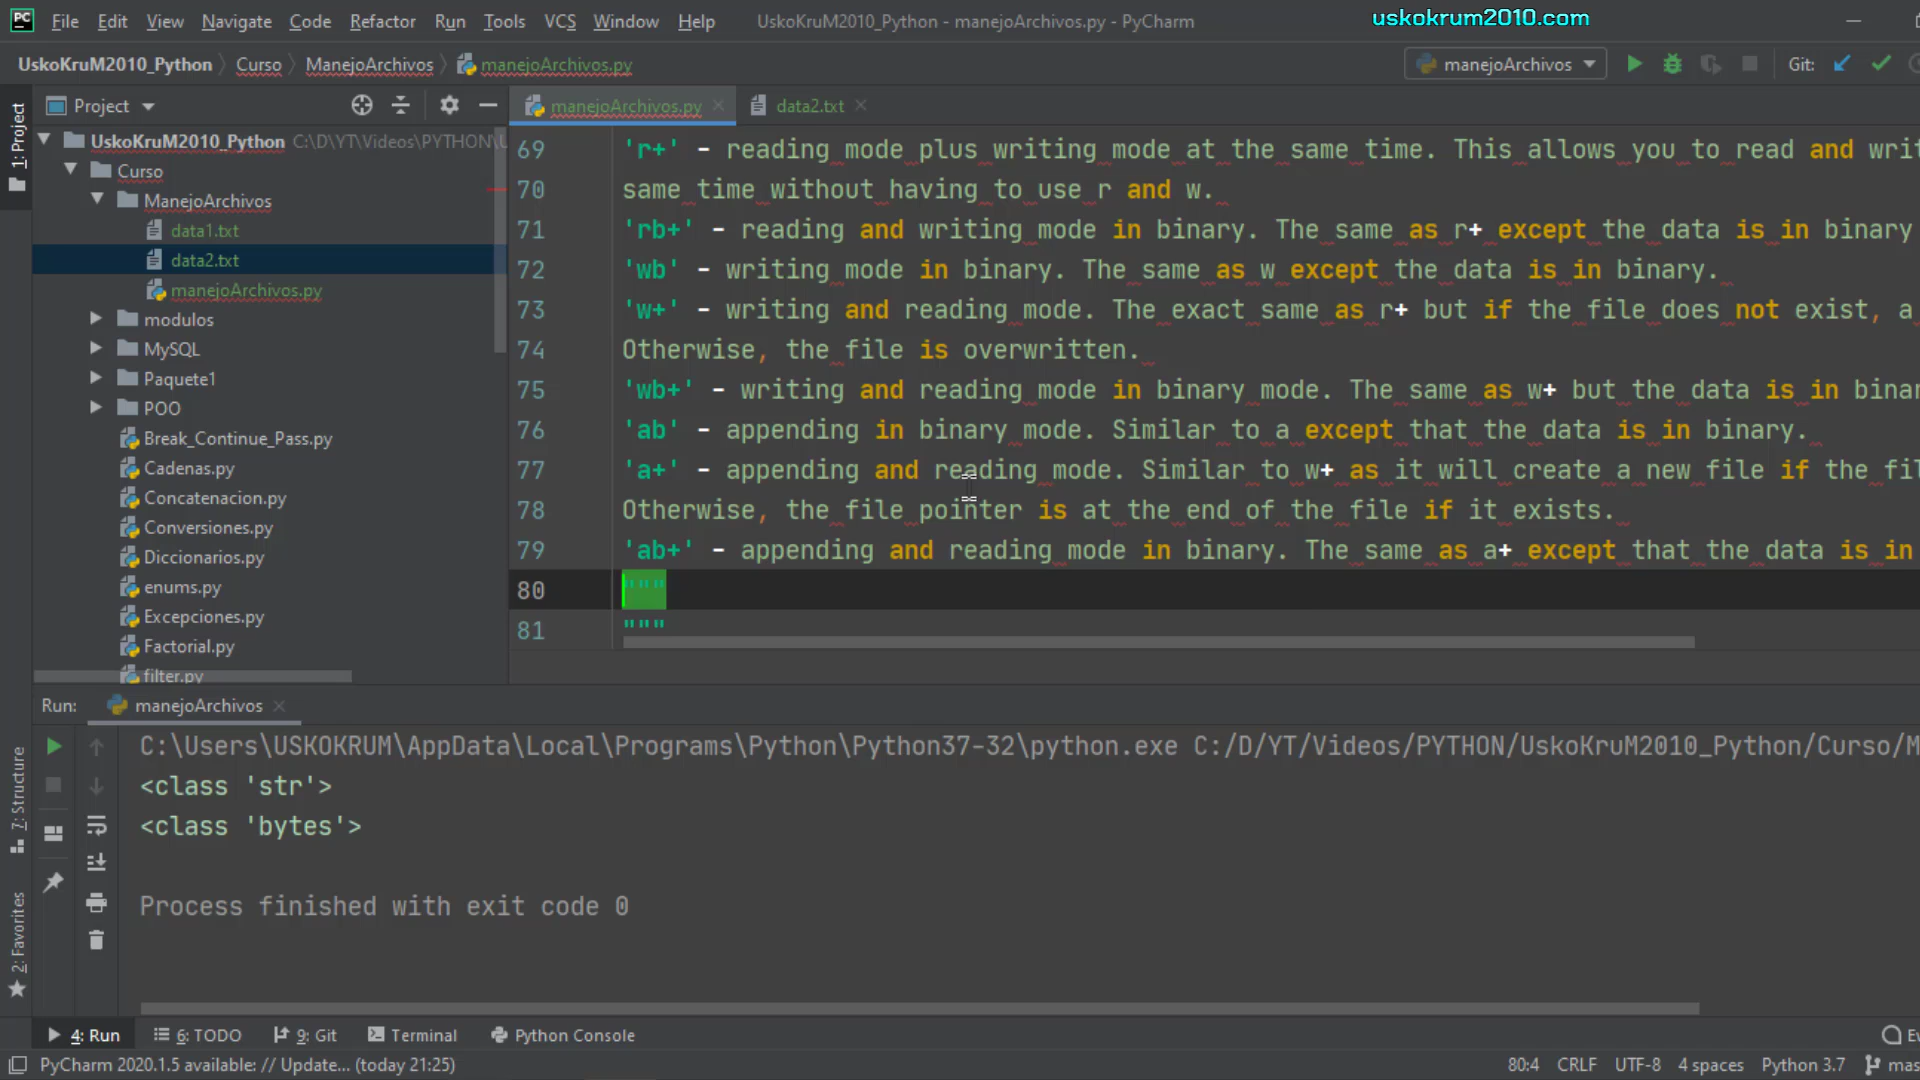 File Edit View Navigate Code Refactor Run Tools VCS Window Help UskoKruM2010_Python - manejoArchivos.py - PyCharm uskokrum2010.com
UskoKruM2010_Python Curso ManejoArchivos manejoArchivos.py manejoArchivos Git:
Project manejoArchivos.py data2.txt
1: Project
UskoKruM2010_Python C:\D\YT\Videos\PYTHON\
Curso
ManejoArchivos
data1.txt
data2.txt
manejoArchivos.py
modulos
MySQL
Paquete1
POO
Break_Continue_Pass.py
Cadenas.py
Concatenacion.py
Conversiones.py
Diccionarios.py
enums.py
Excepciones.py
Factorial.py
filter.py
69 'r+' - reading mode plus writing mode at the same time. This allows you to read and writ
70 same time without having to use r and w.
71 'rb+' - reading and writing mode in binary. The same as r+ except the data is in binary
72 'wb' - writing mode in binary. The same as w except the data is in binary.
73 'w+' - writing and reading mode. The exact same as r+ but if the file does not exist, a
74 Otherwise, the file is overwritten.
75 'wb+' - writing and reading mode in binary mode. The same as w+ but the data is in binar
76 'ab' - appending in binary mode. Similar to a except that the data is in binary.
77 'a+' - appending and reading mode. Similar to w+ as it will create a new file if the fil
78 Otherwise, the file pointer is at the end of the file if it exists.
79 'ab+' - appending and reading mode in binary. The same as a+ except that the data is in
80 """
81 """
Run: manejoArchivos
C:\Users\USKOKRUM\AppData\Local\Programs\Python\Python37-32\python.exe C:/D/YT/Videos/PYTHON/UskoKruM2010_Python/Curso/M
<class 'str'>
<class 'bytes'>
Process finished with exit code 0
7: Structure
2: Favorites
4: Run 6: TODO 9: Git Terminal Python Console Ev
PyCharm 2020.1.5 available: // Update... (today 21:25) 80:4 CRLF UTF-8 4 spaces Python 3.7 mas